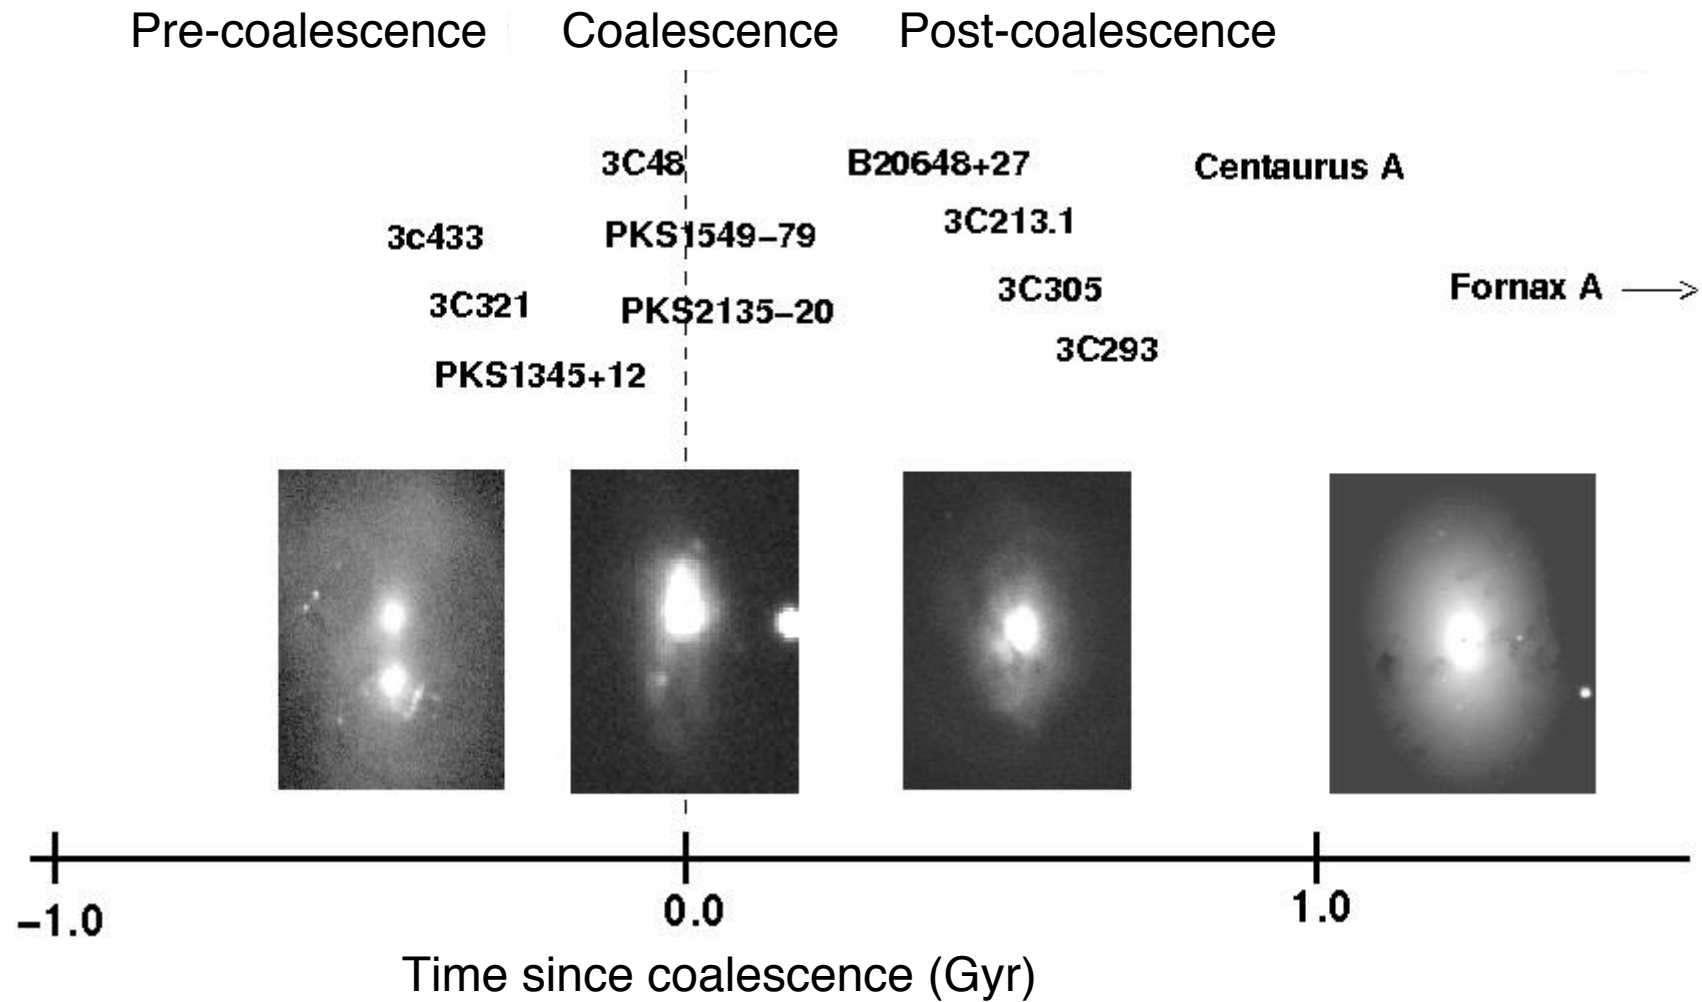 Pre-coalescence Coalescence Post-coalescence
3C48 B20648+27 Centaurus A
3c433 PKS1549−79 3C213.1
3C321 PKS2135−20 3C305 Fornax A
PKS1345+12 3C293
−1.0 0.0 1.0
Time since coalescence (Gyr)